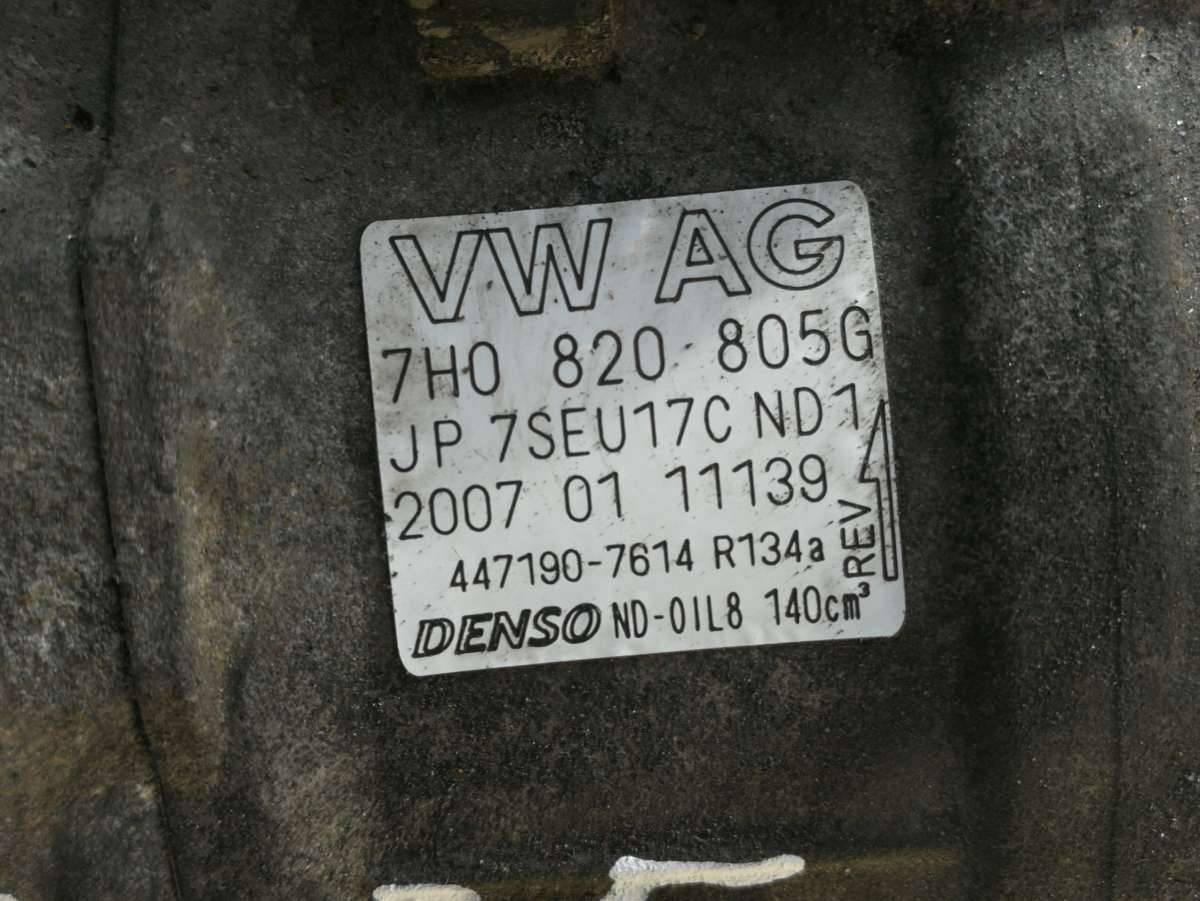 VW AG
7H0 820 805G
JP 7SEU17C ND1
2007 01 11139
447190-7614 R134a
DENSO ND-OIL8 140cm³
REV